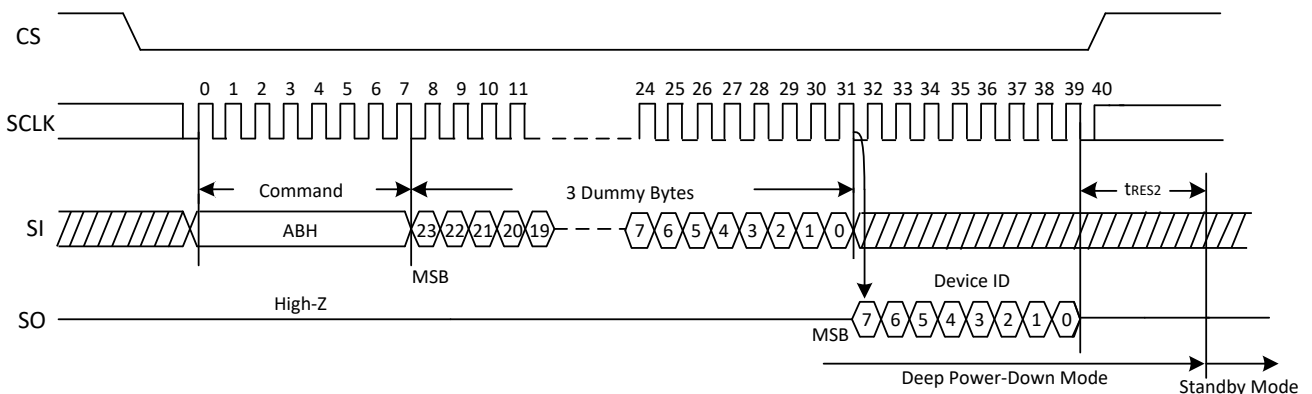 CS
0 1 2 3 4 5 6 7 8 9 10 11 24 25 26 27 28 29 30 31 32 33 34 35 36 37 38 39 40
SCLK
Command 3 Dummy Bytes tRES2
SI ABH 23 22 21 20 19 7 6 5 4 3 2 1 0
MSB
High-Z Device ID
SO 7 6 5 4 3 2 1 0
MSB
Deep Power-Down Mode Standby Mode